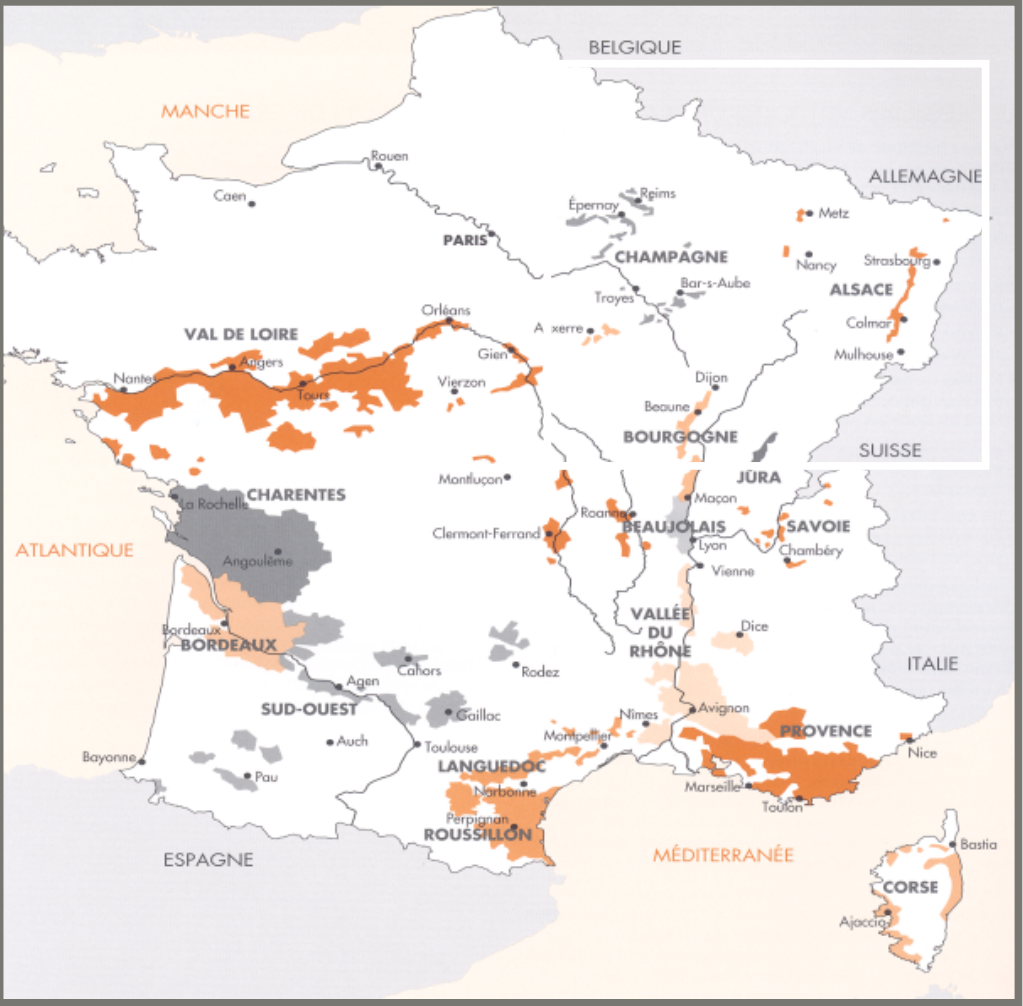 BELGIQUE
MANCHE
Rouen
ALLEMAGNE
Caen
Reims
Épernay
Metz
PARIS
CHAMPAGNE
Nancy
Strasbourg
Troyes
Bar-s-Aube
ALSACE
Orléans
Colmar
VAL DE LOIRE
A xerre
Gien
Mulhouse
Angers
Nantes
Tours
Vierzon
Dijon
Beaune
BOURGOGNE
SUISSE
Montluçon
JURA
La Rochelle
CHARENTES
Maçon
Roanne
BEAUJOLAIS
SAVOIE
Clermont-Ferrand
ATLANTIQUE
Lyon
Chambéry
Angoulême
Vienne
VALLÉE
DU
RHÔNE
Dice
Bordeaux
BORDEAUX
ITALIE
Cahors
Rodez
Agen
SUD-OUEST
Gaillac
Nîmes
Avignon
Auch
Toulouse
Montpellier
PROVENCE
Nice
Bayonne
Pau
LANGUEDOC
Narbonne
Marseille
Toulon
Perpignan
ROUSSILLON
ESPAGNE
MÉDITERRANÉE
Bastia
CORSE
Ajaccio